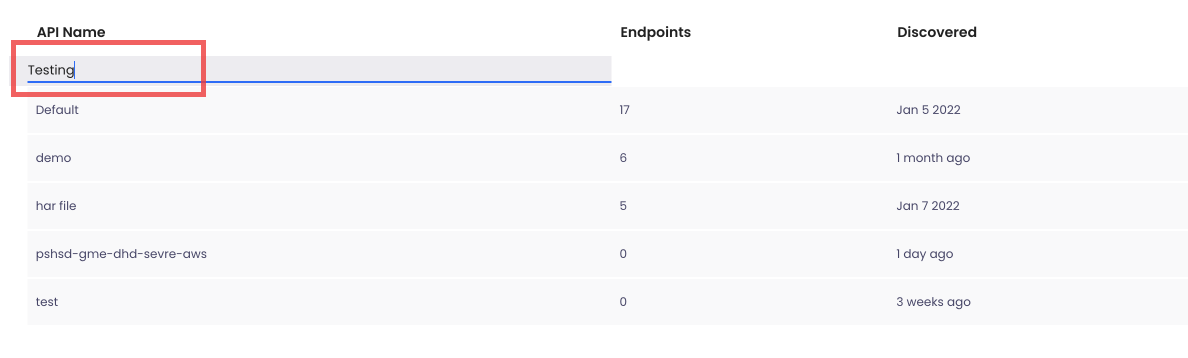 API Name Endpoints Discovered
Testing
Default 17 Jan 5 2022
demo 6 1 month ago
har file 5 Jan 7 2022
pshsd-gme-dhd-sevre-aws 0 1 day ago
test 0 3 weeks ago